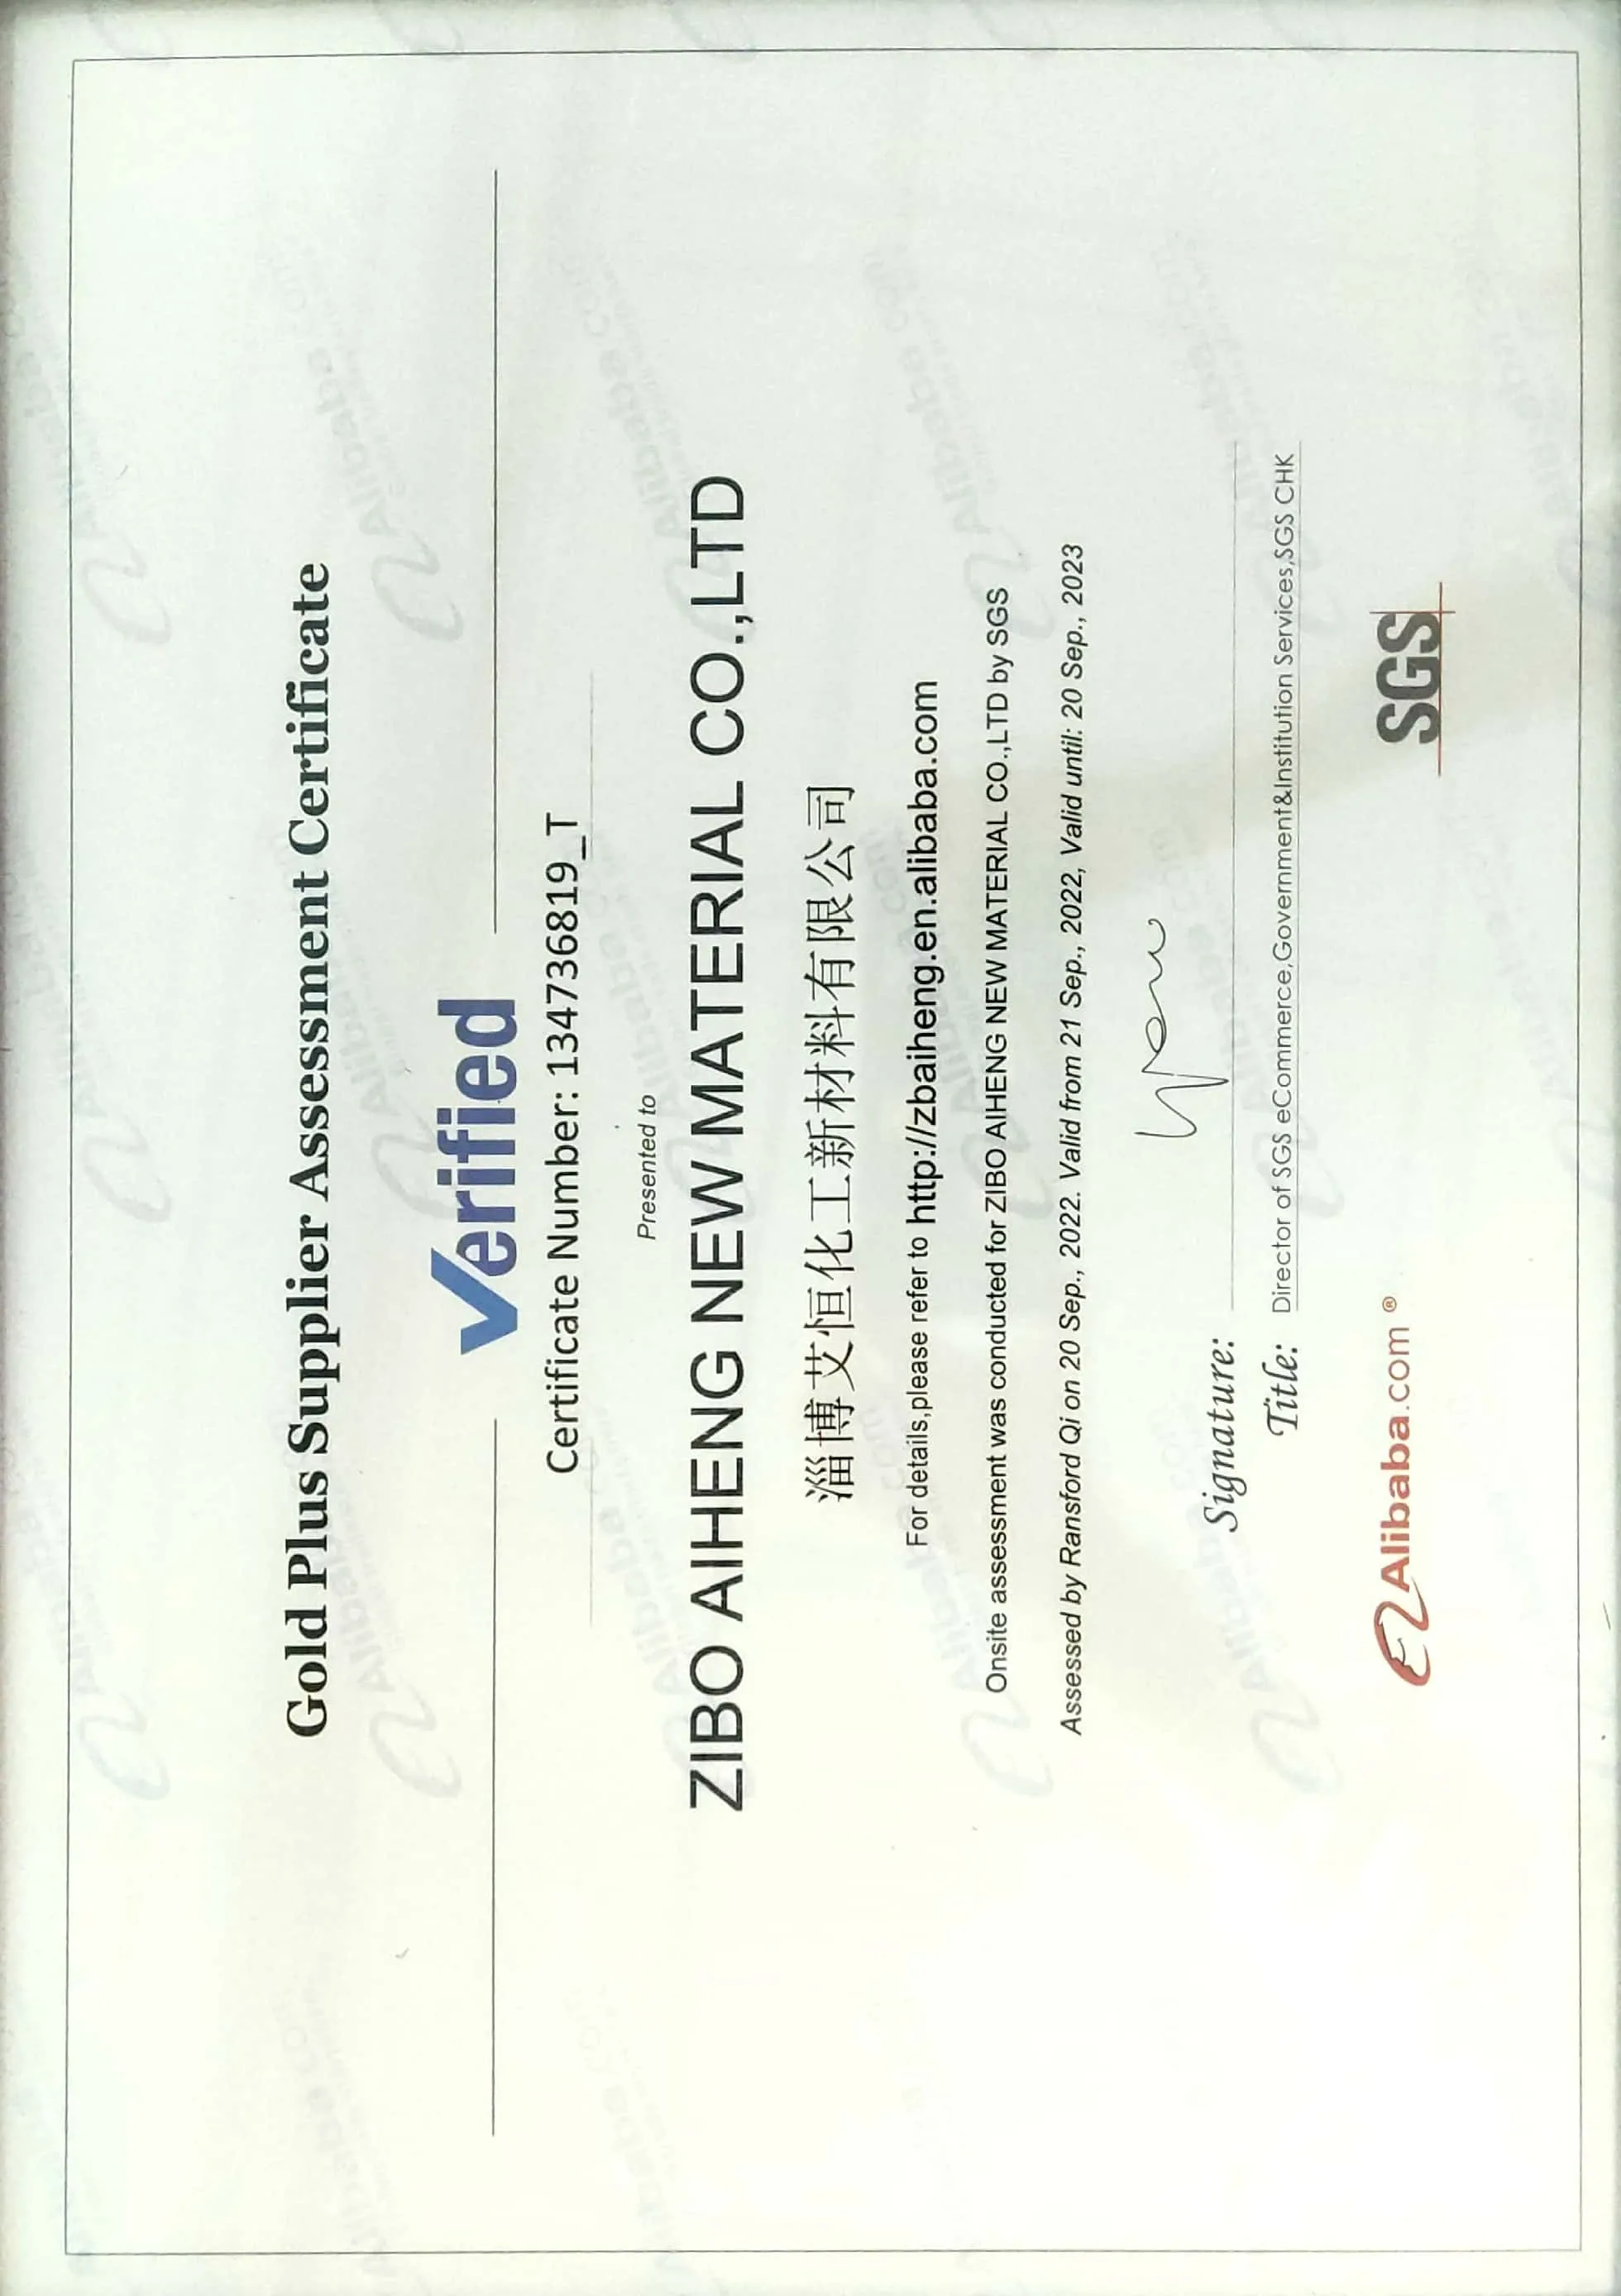 Gold Plus Supplier Assessment Certificate
Verified
Certificate Number: 134736819_T
Presented to
ZIBO AIHENG NEW MATERIAL CO.,LTD
淄博艾恒化工新材料有限公司
For details,please refer to http://zbaiheng.en.alibaba.com
Onsite assessment was conducted for ZIBO AIHENG NEW MATERIAL CO.,LTD by SGS
Assessed by Ransford Qi on 20 Sep., 2022. Valid from 21 Sep., 2022, Valid until: 20 Sep., 2023
Signature:
Title: Director of SGS eCommerce,Government&Institution Services,SGS CHK
Alibaba.com ®
SGS